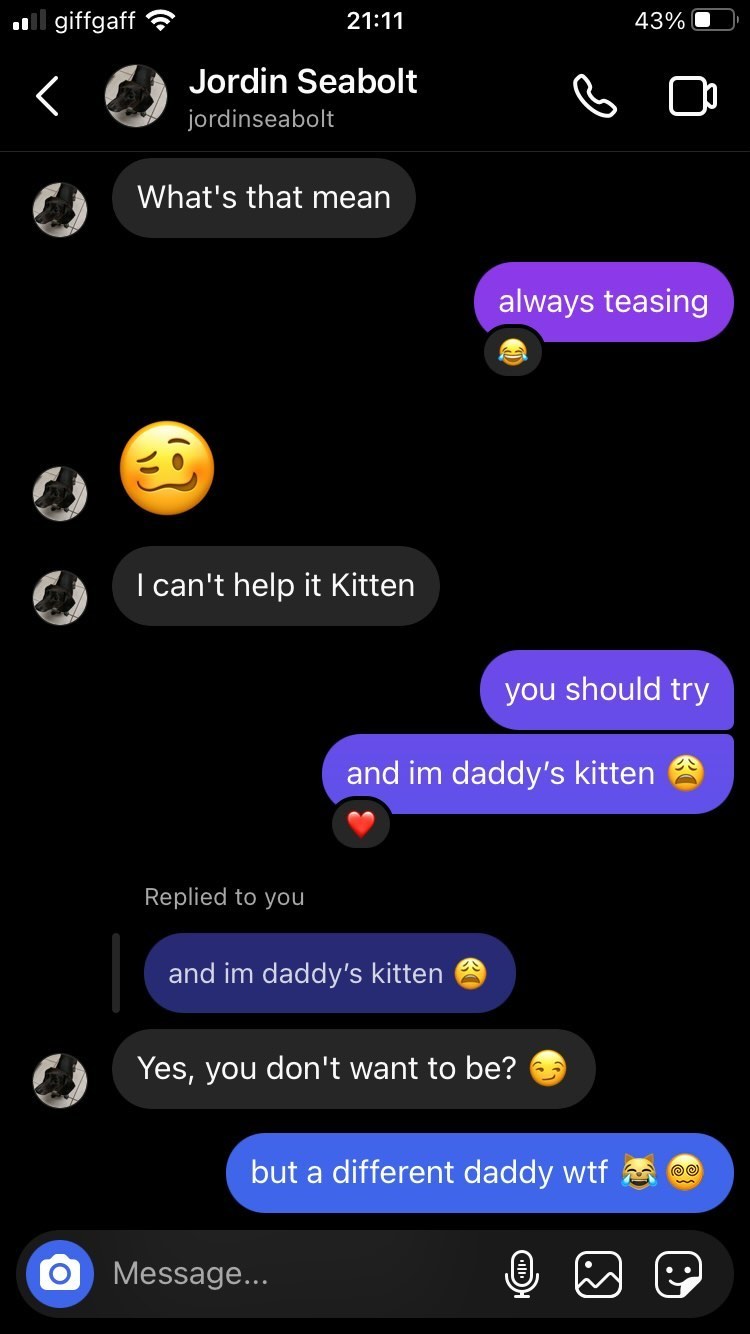 giffgaff 21:11 43%
Jordin Seabolt
jordinseabolt
What's that mean
always teasing
😂
🥴
I can't help it Kitten
you should try
and im daddy’s kitten 😩
❤️
Replied to you
and im daddy’s kitten 😩
Yes, you don't want to be? 😏
but a different daddy wtf 😹😵‍💫
Message...